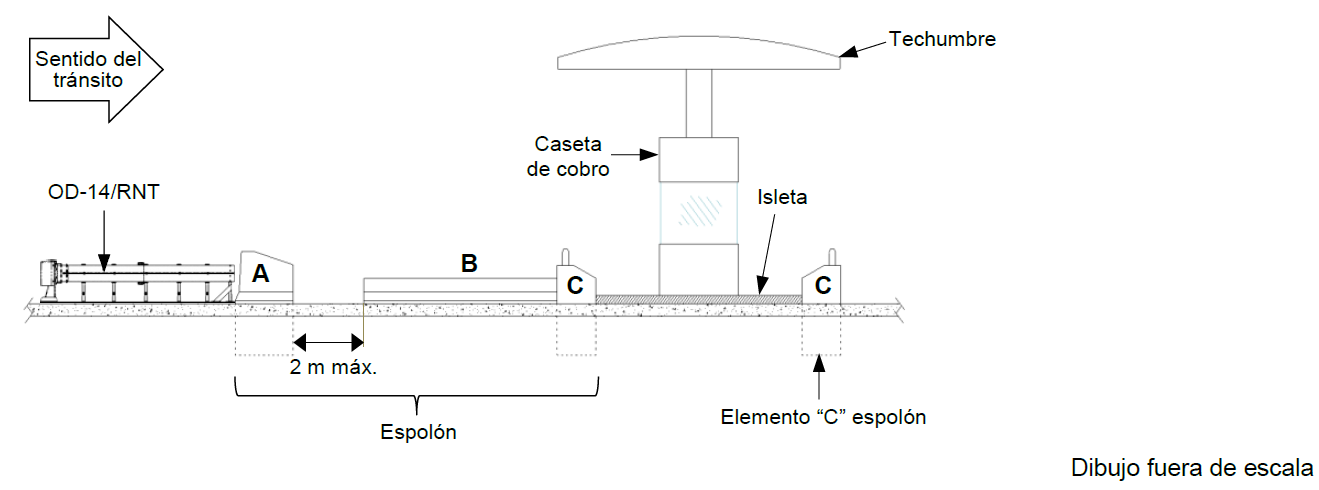 Sentido del
tránsito
Techumbre
Caseta
de cobro
OD-14/RNT
Isleta
A
B
C
C
2 m máx.
Espolón
Elemento “C” espolón
Dibujo fuera de escala